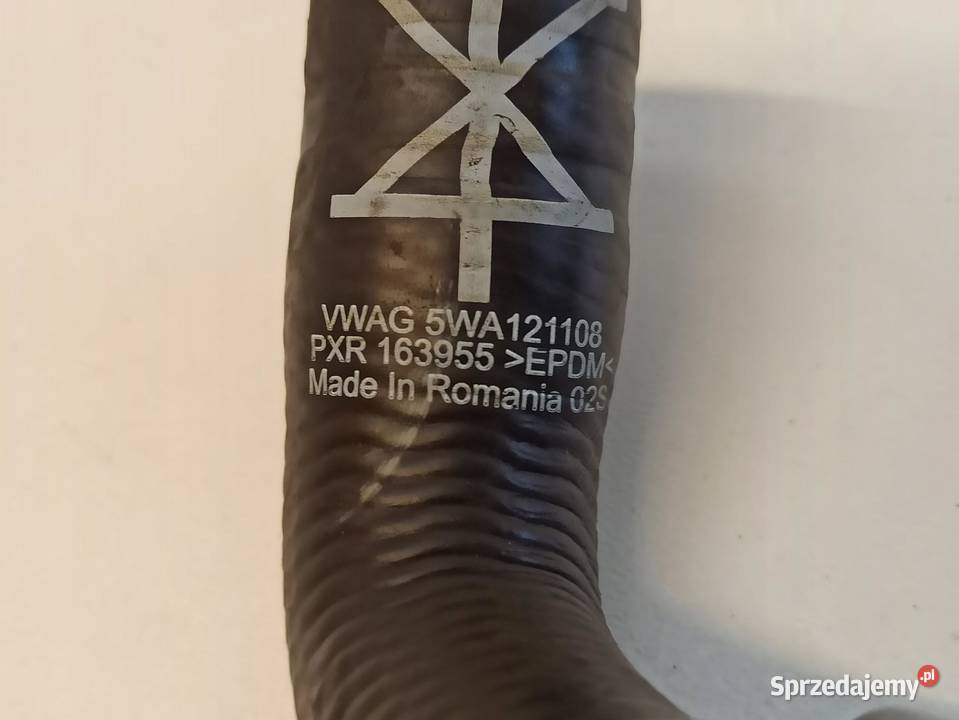 VWAG 5WA121108
PXR 163955 >EPDM<
Made In Romania 02S
Sprzedajemy.pl